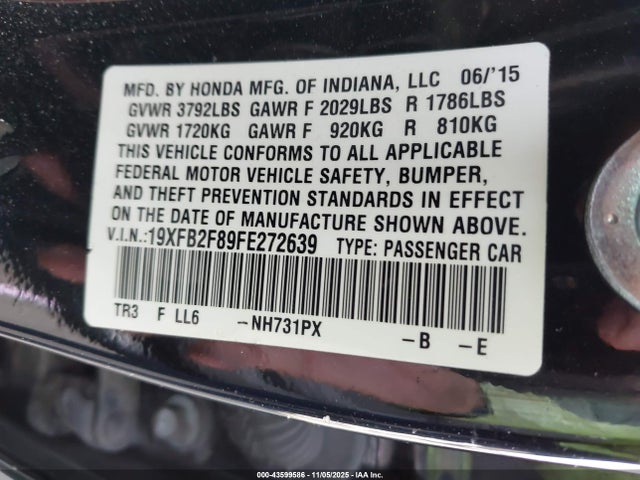 MFD. BY HONDA MFG. OF INDIANA, LLC 06/'15
GVWR 3792LBS GAWR F 2029LBS R 1786LBS
GVWR 1720KG GAWR F 920KG R 810KG
THIS VEHICLE CONFORMS TO ALL APPLICABLE
FEDERAL MOTOR VEHICLE SAFETY, BUMPER,
AND THEFT PREVENTION STANDARDS IN EFFECT
ON THE DATE OF MANUFACTURE SHOWN ABOVE.
V.I.N.:19XFB2F89FE272639 TYPE: PASSENGER CAR
TR3 F LL6 -NH731PX -B -E
00-43599586 | 11/05/2025 | IAA Inc.